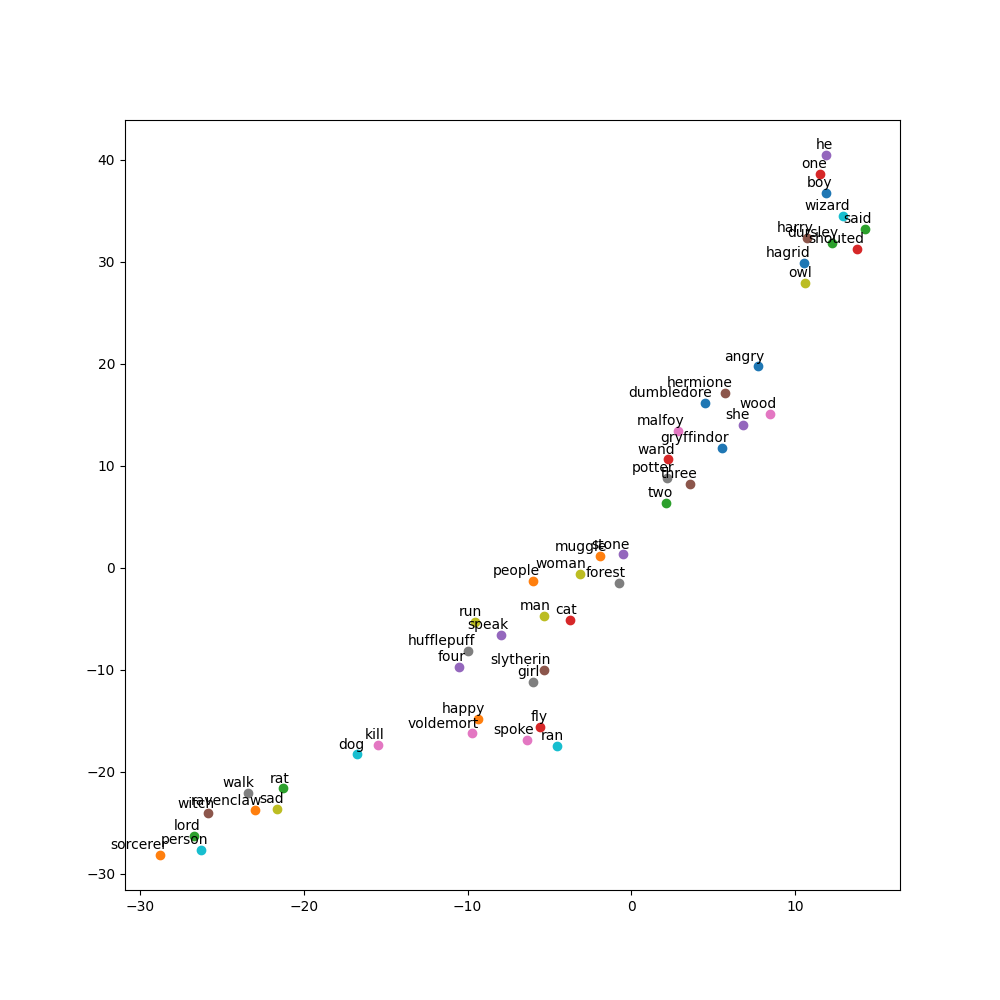 40
he
one
boy
wizard
said
harry
dursley
shouted
30
hagrid
owl
20
angry
hermione
dumbledore
wood
she
malfoy
gryffindor
10
wand
potter
three
two
0
muggle
stone
woman
people
forest
man
cat
run
speak
hufflepuff
four
slytherin
girl
−10
happy
voldemort
fly
spoke
ran
kill
dog
−20
rat
walk
ravenclaw
sad
witch
lord
person
sorcerer
−30
−30
−20
−10
0
10